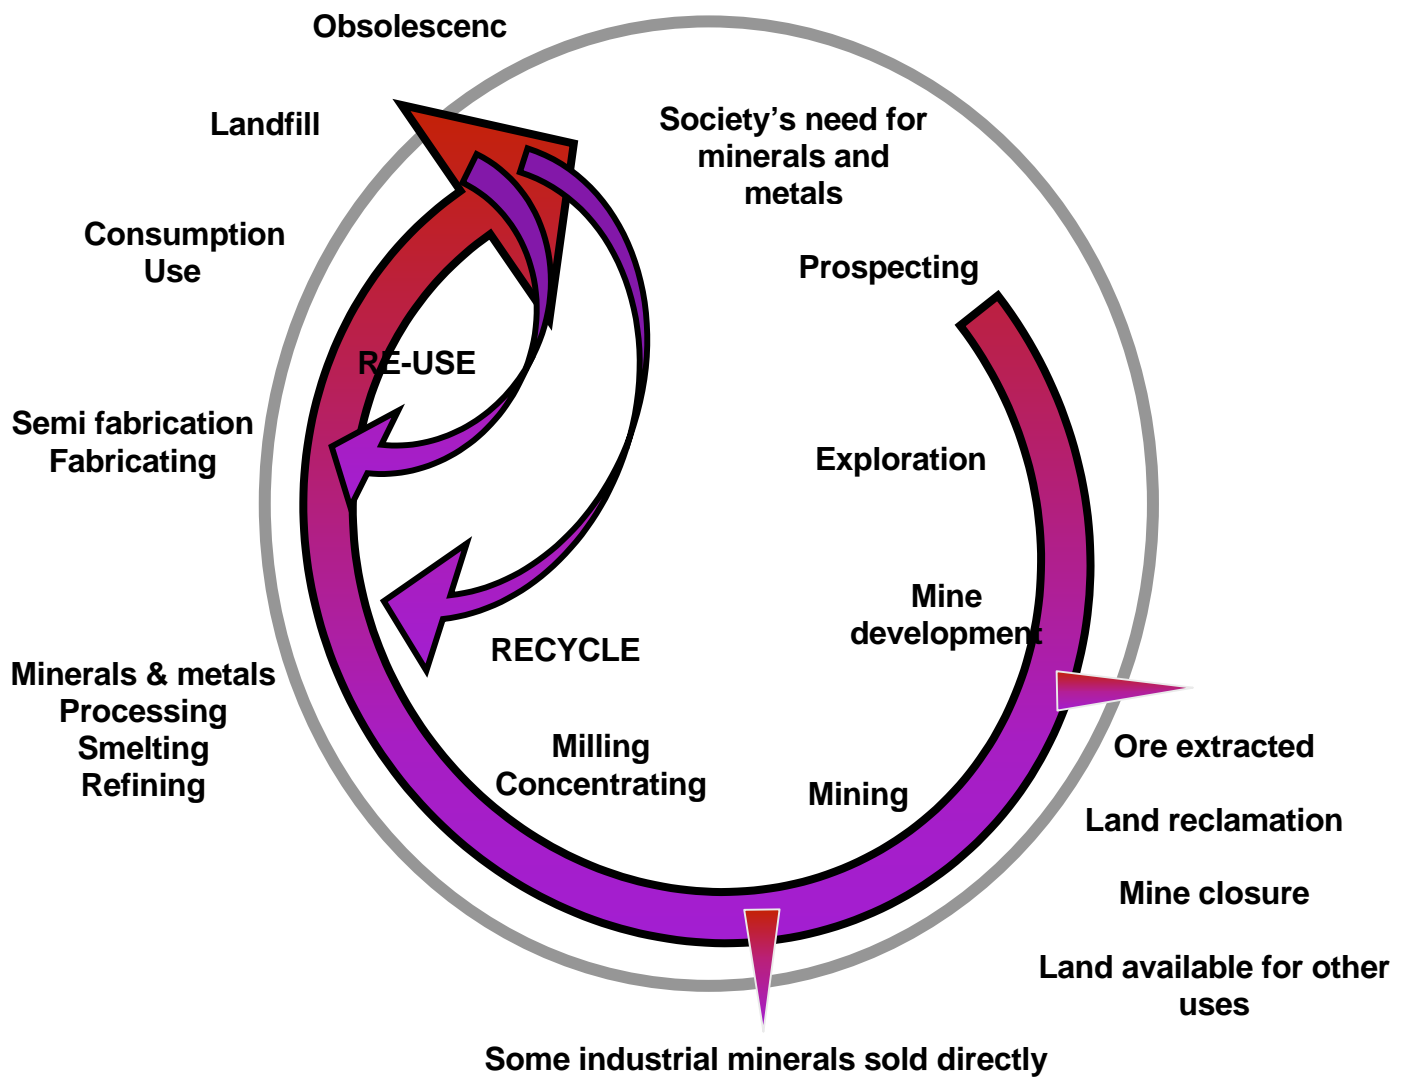 Obsolescenc
Landfill
Society’s need for
minerals and
metals
Consumption
Use
Prospecting
RE-USE
Semi fabrication
Fabricating
Exploration
Mine
development
RECYCLE
Minerals & metals
Processing
Smelting
Refining
Milling
Concentrating
Mining
Ore extracted
Land reclamation
Mine closure
Land available for other
uses
Some industrial minerals sold directly